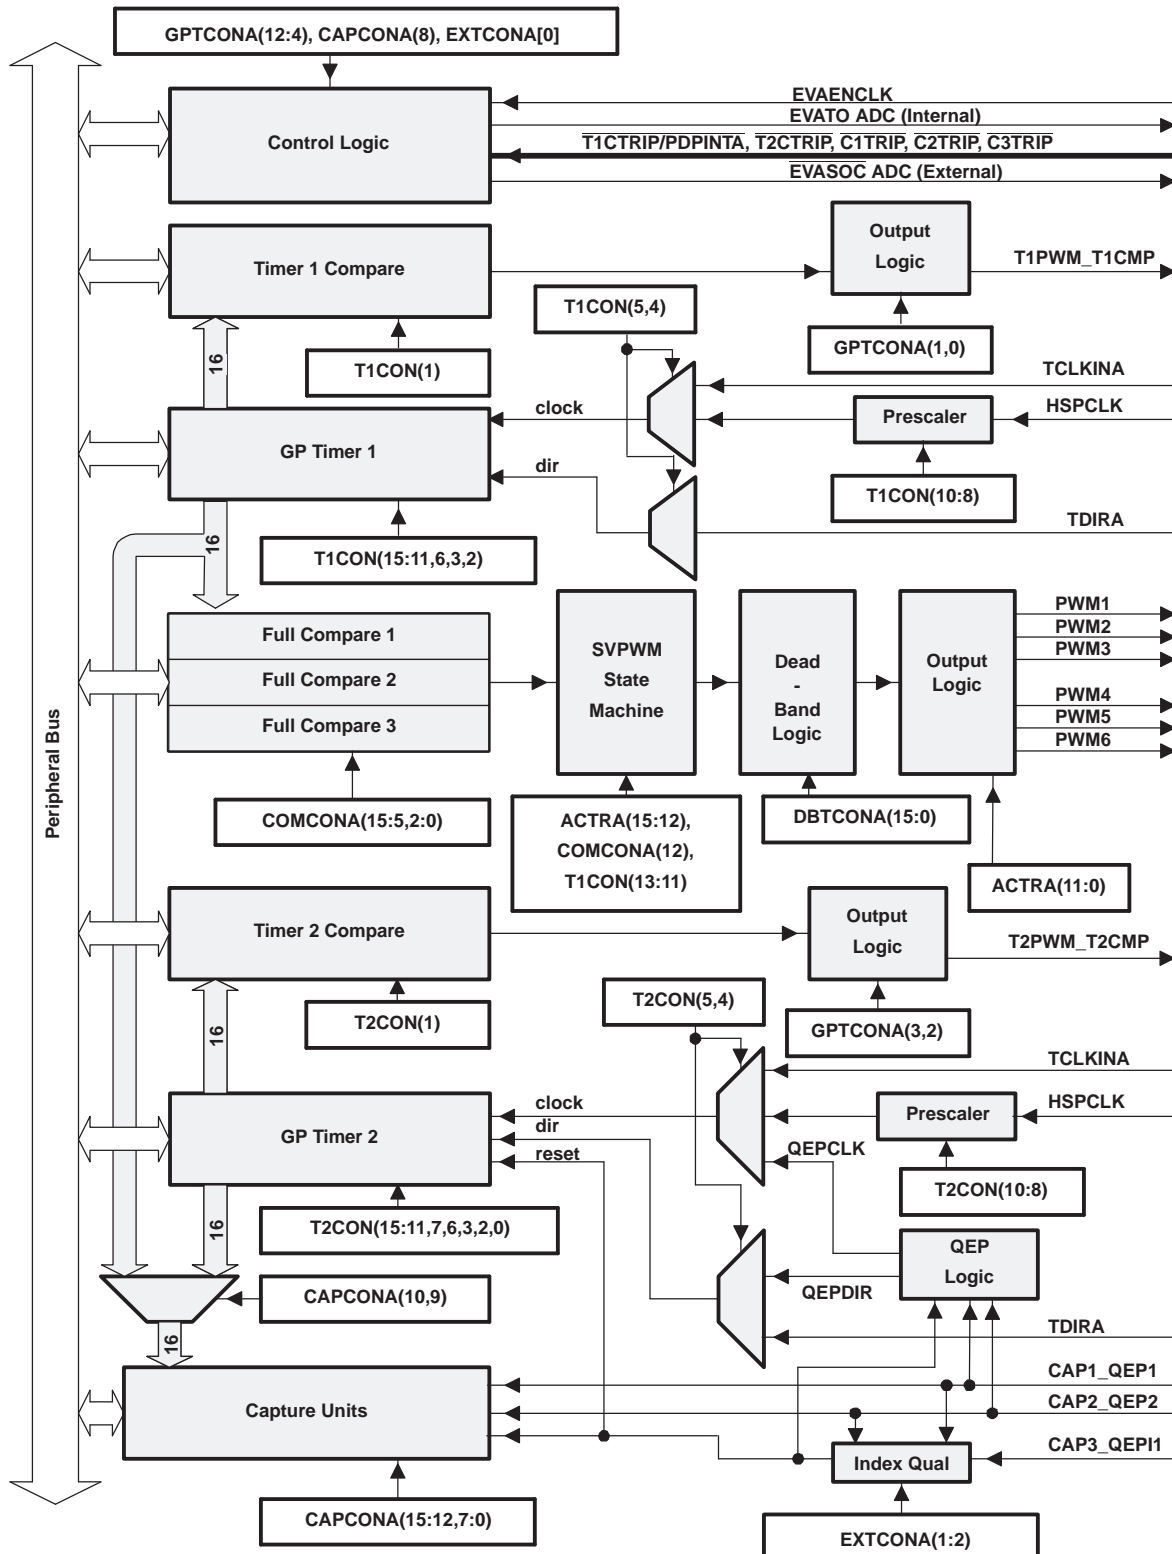 GPTCONA(12:4), CAPCONA(8), EXTCONA[0]
Control Logic
EVAENCLK
EVATO ADC (Internal)
T1CTRIP/PDPINTA, T2CTRIP, C1TRIP, C2TRIP, C3TRIP
EVASOC ADC (External)
Timer 1 Compare
Output
Logic
T1PWM_T1CMP
T1CON(5,4)
GPTCONA(1,0)
16
T1CON(1)
TCLKINA
clock
Prescaler
HSPCLK
GP Timer 1
dir
T1CON(10:8)
TDIRA
16
16
T1CON(15:11,6,3,2)
Full Compare 1
Full Compare 2
Full Compare 3
SVPWM
State
Machine
Dead
-
Band
Logic
Output
Logic
PWM1
PWM2
PWM3
PWM4
PWM5
PWM6
Peripheral Bus
COMCONA(15:5,2:0)
ACTRA(15:12),
COMCONA(12),
T1CON(13:11)
DBTCONA(15:0)
ACTRA(11:0)
Timer 2 Compare
Output
Logic
T2PWM_T2CMP
T2CON(5,4)
T2CON(1)
GPTCONA(3,2)
16
TCLKINA
clock
Prescaler
HSPCLK
dir
GP Timer 2
reset
QEPCLK
T2CON(10:8)
16
T2CON(15:11,7,6,3,2,0)
QEP
Logic
QEPDIR
CAPCONA(10,9)
TDIRA
16
CAP1_QEP1
CAP2_QEP2
Capture Units
CAP3_QEPI1
Index Qual
CAPCONA(15:12,7:0)
EXTCONA(1:2)